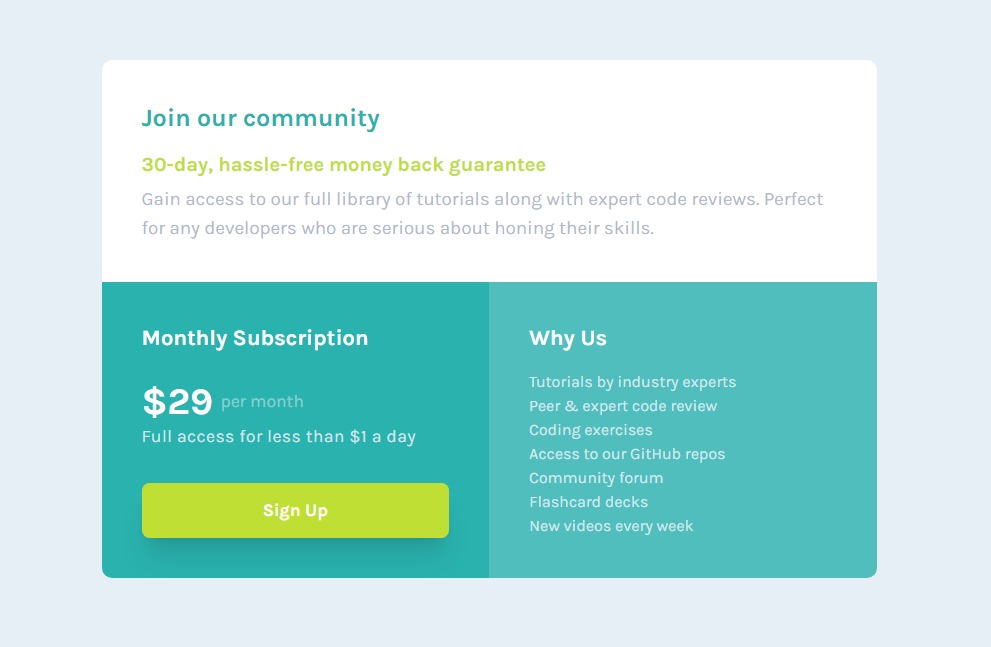 Join our community
30-day, hassle-free money back guarantee
Gain access to our full library of tutorials along with expert code reviews. Perfect
for any developers who are serious about honing their skills.
Monthly Subscription
$29 per month
Full access for less than $1 a day
Sign Up
Why Us
Tutorials by industry experts
Peer & expert code review
Coding exercises
Access to our GitHub repos
Community forum
Flashcard decks
New videos every week